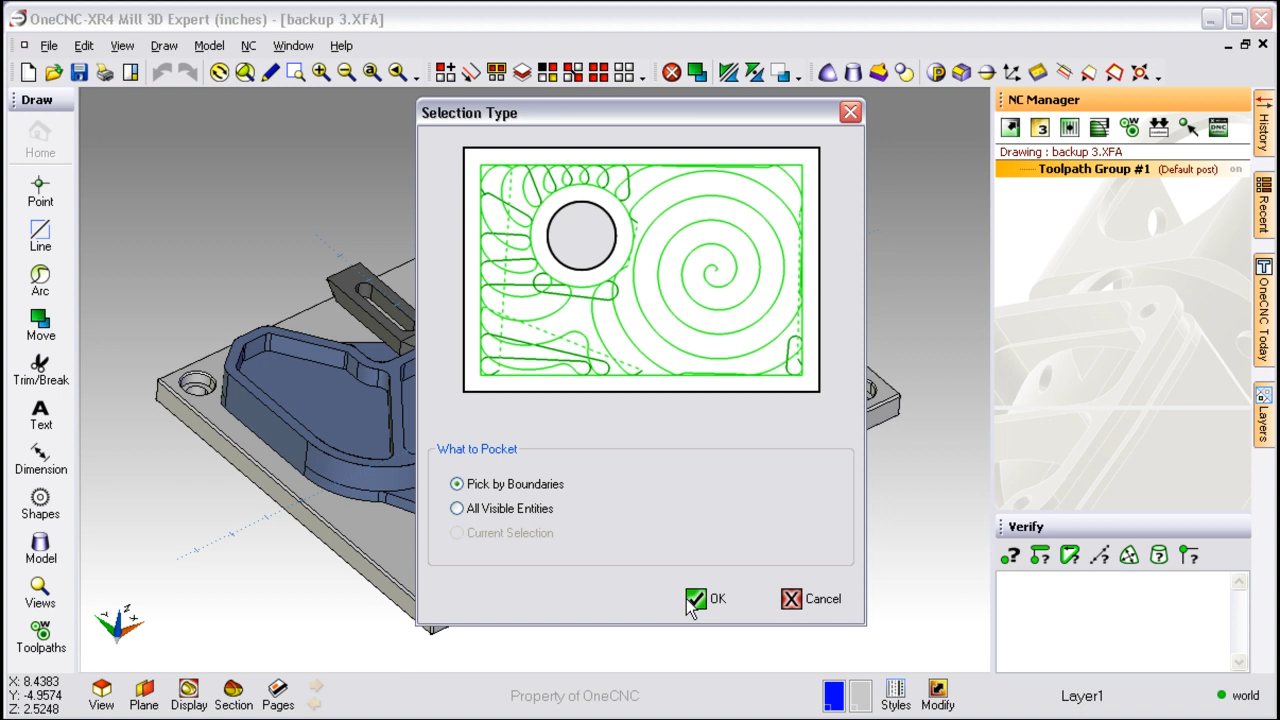 OneCNC-XR4 Mill 3D Expert (inches) - [backup 3.XFA]
File Edit View Draw Model NC Window Help
Draw
Home
Point
Line
Arc
Move
Trim/Break
Text
Dimension
Shapes
Model
Views
Toolpaths
Selection Type
What to Pocket
Pick by Boundaries
All Visible Entities
Current Selection
OK Cancel
NC Manager
3 DNC
Drawing : backup 3.XFA
Toolpath Group #1 (Default post) on
Verify
History
Recent
OneCNC Today
Layers
Z X
X: 8.4383
Y: -4.9574
Z: 2.5248
View Plane Display Section Pages
Property of OneCNC
Styles Modify
Layer1
world